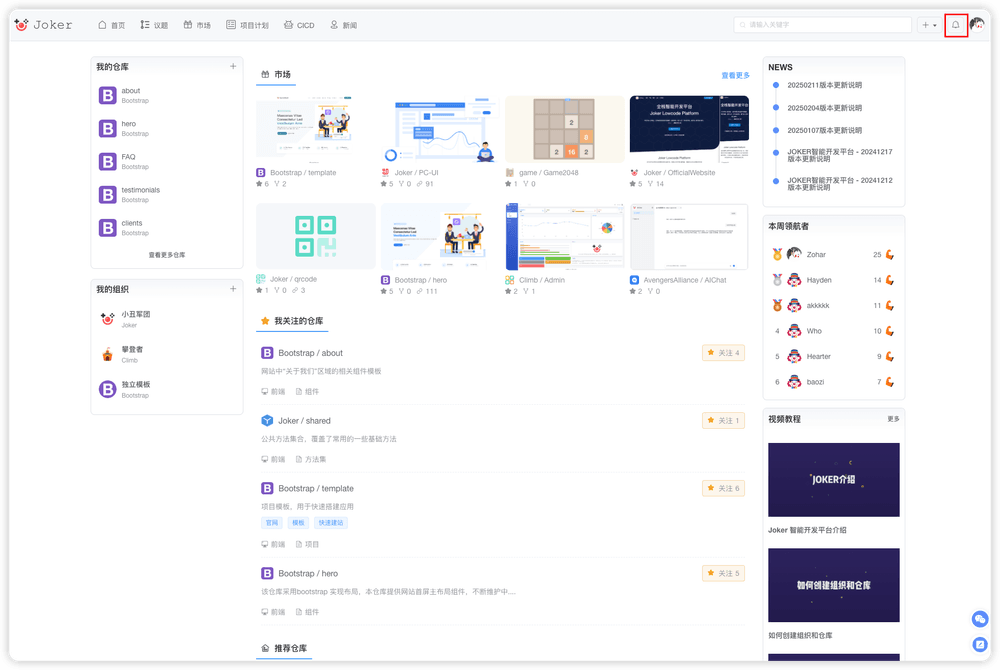 Joker
首页
议题
市场
项目计划
CICD
新闻
请输入关键字
我的仓库
about
Bootstrap
hero
Bootstrap
FAQ
Bootstrap
testimonials
Bootstrap
clients
Bootstrap
查看更多仓库
我的组织
小丑军团
Joker
攀登者
Climb
独立模板
Bootstrap
市场
查看更多
Bootstrap / template
6 2
Joker / PC-UI
5 0 91
2
8
2 16 2
game / Game2048
1 0
全栈智能开发平台
Joker Lowcode Platform
Joker / OfficialWebsite
5 14
Joker / qrcode
1 0 3
Bootstrap / hero
5 0 111
Climb / Admin
2 1
AvengersAlliance / AIChat
2 0
我关注的仓库
Bootstrap / about
关注 4
网站中“关于我们”区域的相关组件模板
前端 组件
Joker / shared
关注 1
公共方法集合，覆盖了常用的一些基础方法
前端 方法集
Bootstrap / template
关注 6
项目模板，用于快速搭建应用
官网 模板 快速建站
前端 项目
Bootstrap / hero
关注 5
该仓库采用bootstrap 实现布局，本仓库提供网站首屏主布局组件，不断维护中....
前端 组件
推荐仓库
NEWS
20250211版本更新说明
20250204版本更新说明
20250107版本更新说明
JOKER智能开发平台 - 20241217
版本更新说明
JOKER智能开发平台 - 20241212
版本更新说明
本周领航者
Zohar 25
Hayden 14
akkkkk 11
4 Who 10
5 Hearter 9
6 baozi 7
视频教程
更多
JOKER介绍
Joker 智能开发平台介绍
如何创建组织和仓库
如何创建组织和仓库